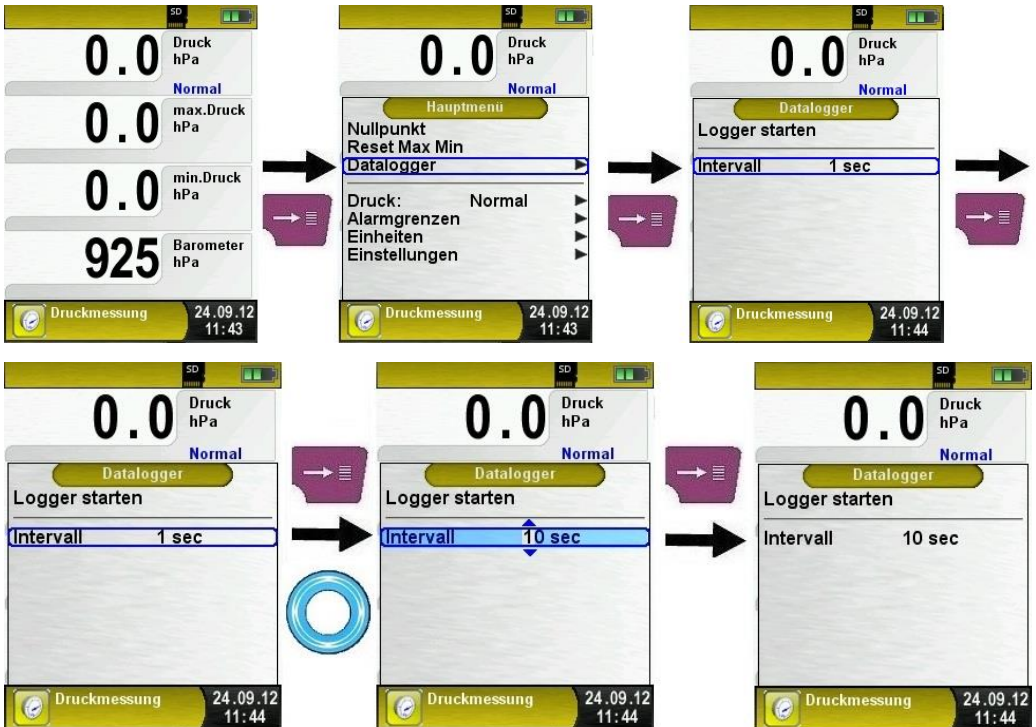 SD
0.0 Druck
hPa
Normal
0.0 max.Druck
hPa
0.0 min.Druck
hPa
925 Barometer
hPa
Druckmessung 24.09.12
11:43
SD
0.0 Druck
hPa
Normal
Hauptmenü
Nullpunkt
Reset Max Min
Datalogger
Druck: Normal
Alarmgrenzen
Einheiten
Einstellungen
Druckmessung 24.09.12
11:43
SD
0.0 Druck
hPa
Normal
Datalogger
Logger starten
Intervall 1 sec
Druckmessung 24.09.12
11:44
SD
0.0 Druck
hPa
Normal
Datalogger
Logger starten
Intervall 1 sec
Druckmessung 24.09.12
11:44
SD
0.0 Druck
hPa
Normal
Datalogger
Logger starten
Intervall 10 sec
Druckmessung 24.09.12
11:44
SD
0.0 Druck
hPa
Normal
Datalogger
Logger starten
Intervall 10 sec
Druckmessung 24.09.12
11:44